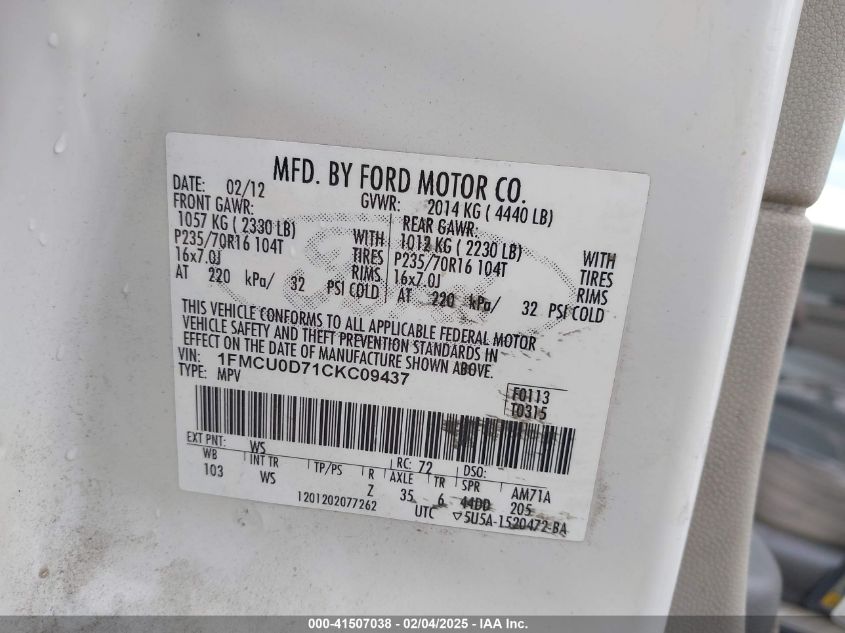 MFD. BY FORD MOTOR CO.
DATE: 02/12 GVWR: 2014 KG ( 4440 LB)
FRONT GAWR: REAR GAWR:
1057 KG ( 2330 LB) WITH 1012 KG ( 2230 LB) WITH
P235/70R16 104T TIRES P235/70R16 104T TIRES
16x7.0J RIMS 16x7.0J RIMS
AT 220 kPa/ 32 PSI COLD AT 220 kPa/ 32 PSI COLD
THIS VEHICLE CONFORMS TO ALL APPLICABLE FEDERAL MOTOR
VEHICLE SAFETY AND THEFT PREVENTION STANDARDS IN
EFFECT ON THE DATE OF MANUFACTURE SHOWN ABOVE.
VIN: 1FMCU0D71CKC09437
TYPE: MPV
F0113
T0315
EXT PNT: WS RC: 72 DSO:
WB INT TR TP/PS R AXLE TR SPR AM71A
103 WS Z 35 6 44DD 205
1201202077262 UTC ▽5U5A-1520472-BA
000-41507038 - 02/04/2025 - IAA Inc.